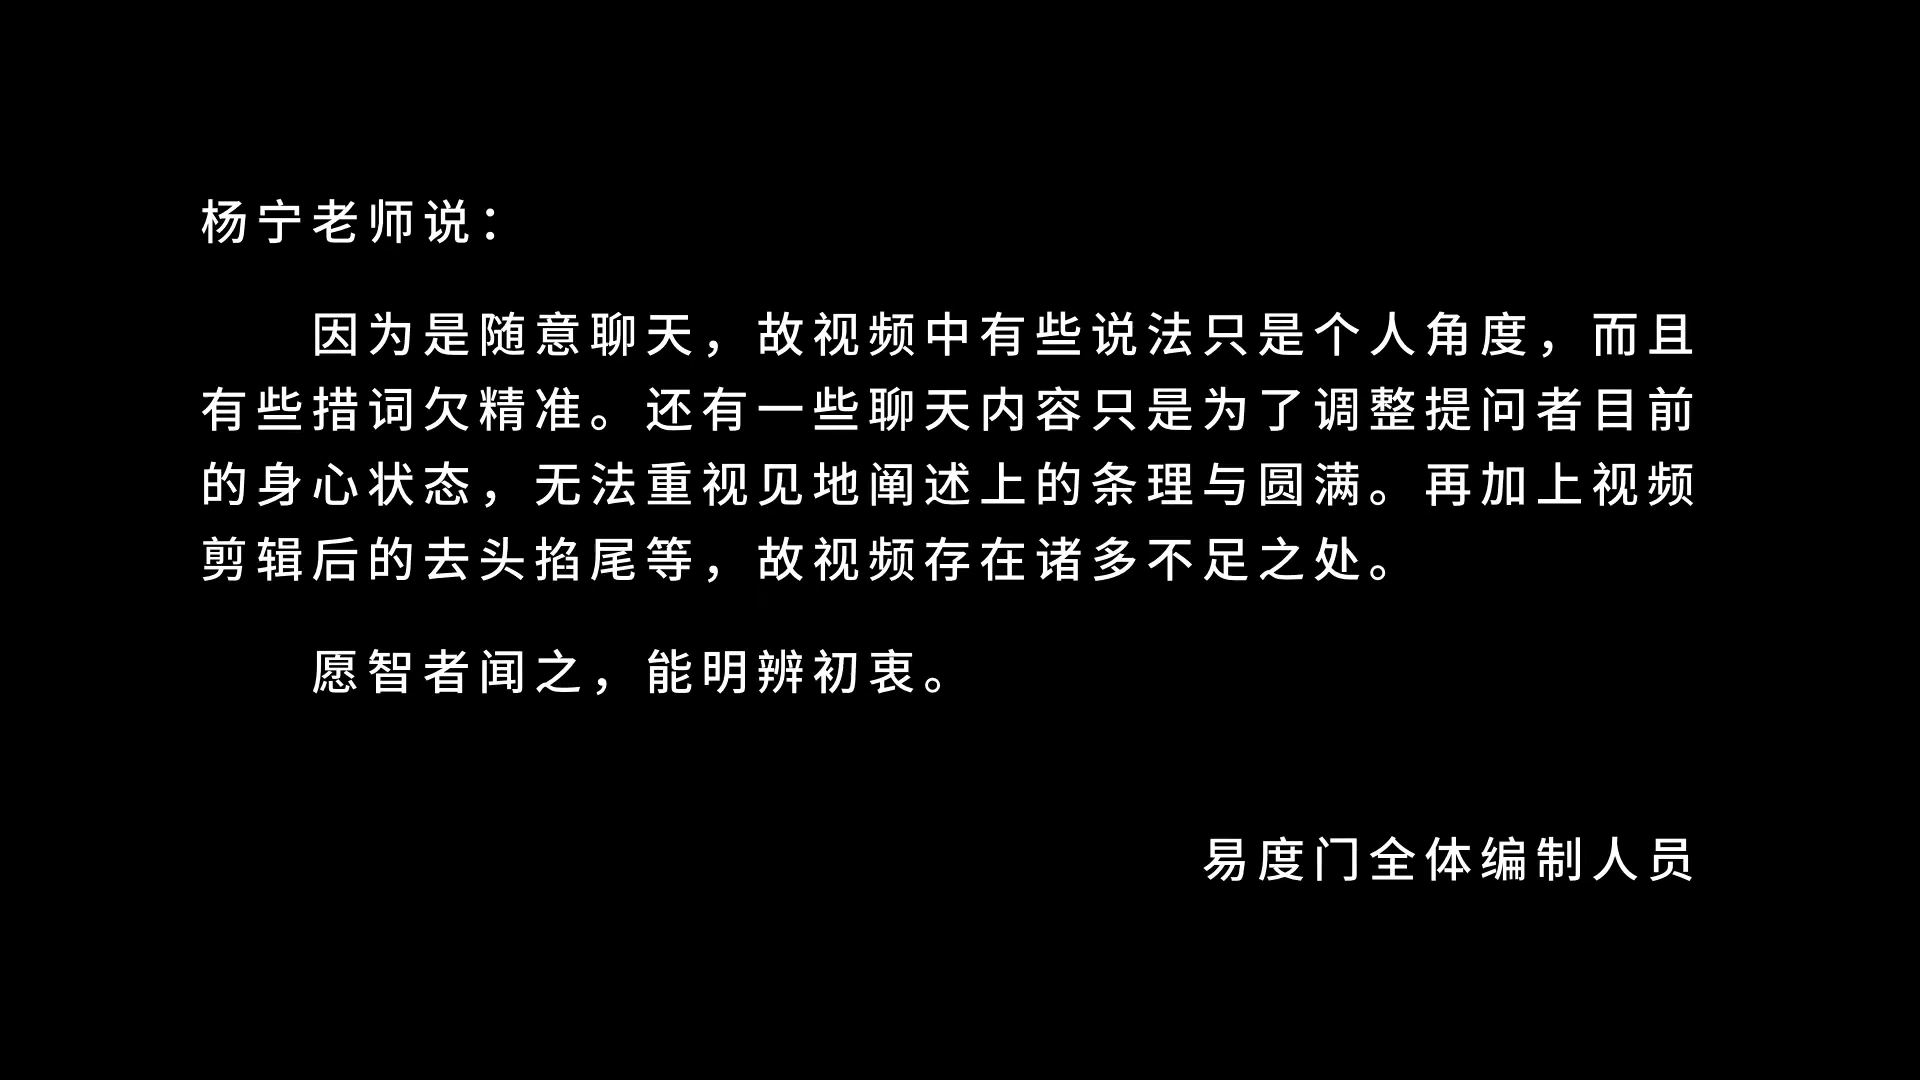 杨宁老师说：
因为是随意聊天，故视频中有些说法只是个人角度，而且
有些措词欠精准。还有一些聊天内容只是为了调整提问者目前
的身心状态，无法重视见地阐述上的条理与圆满。再加上视频
剪辑后的去头掐尾等，故视频存在诸多不足之处。
愿智者闻之，能明辨初衷。
易度门全体编制人员